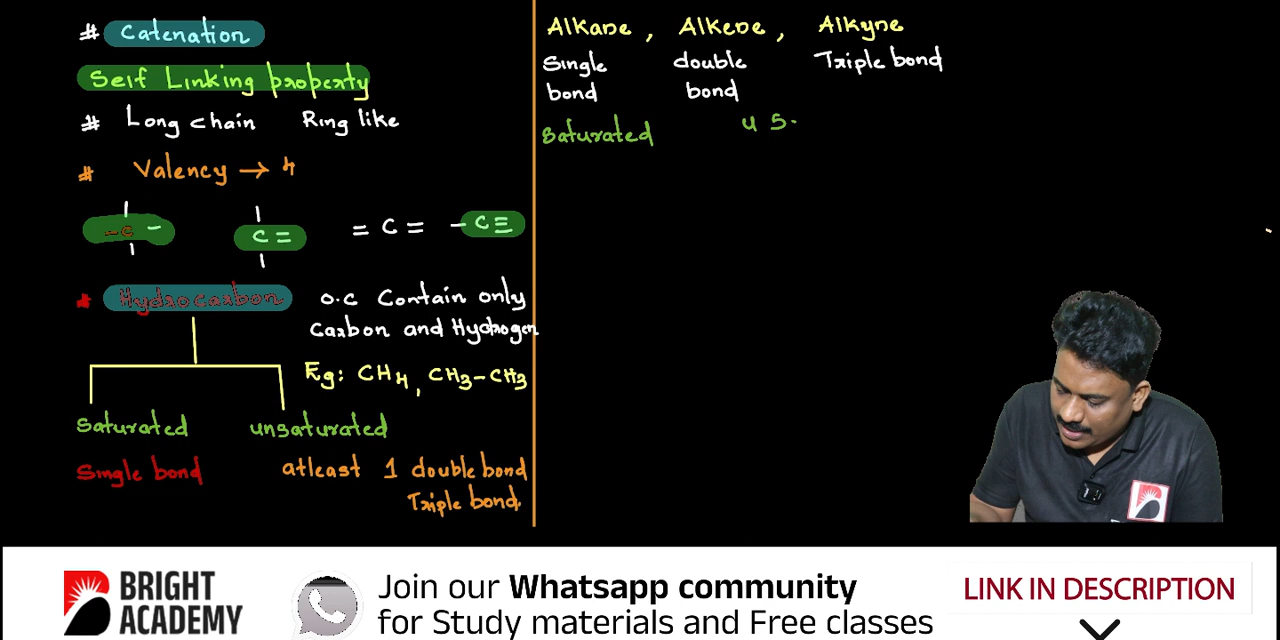 # Catenation
Self Linking property
# Long chain Ring like
# Valency → 4
-C- C= =C= -C≡
* Hydrocarbon O.C Contain only
Carbon and Hydrogen
Eg: CH4, CH3-CH3
saturated unsaturated
Single bond atleast 1 double bond
Triple bond
Alkane, Alkene, Alkyne
Single double Triple bond
bond bond
saturated U S.
BRIGHT
ACADEMY
Join our Whatsapp community
for Study materials and Free classes
LINK IN DESCRIPTION